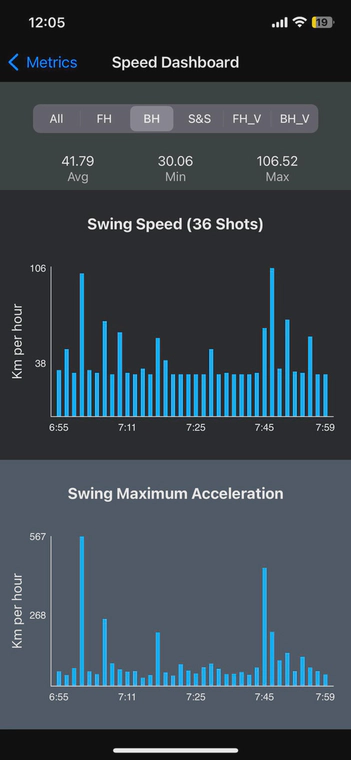 12:05
19
Metrics
Speed Dashboard
All FH BH S&S FH_V BH_V
41.79 30.06 106.52
Avg Min Max
Swing Speed (36 Shots)
Km per hour
106
38
6:55 7:11 7:25 7:45 7:59
Swing Maximum Acceleration
Km per hour
567
268
6:55 7:11 7:25 7:45 7:59